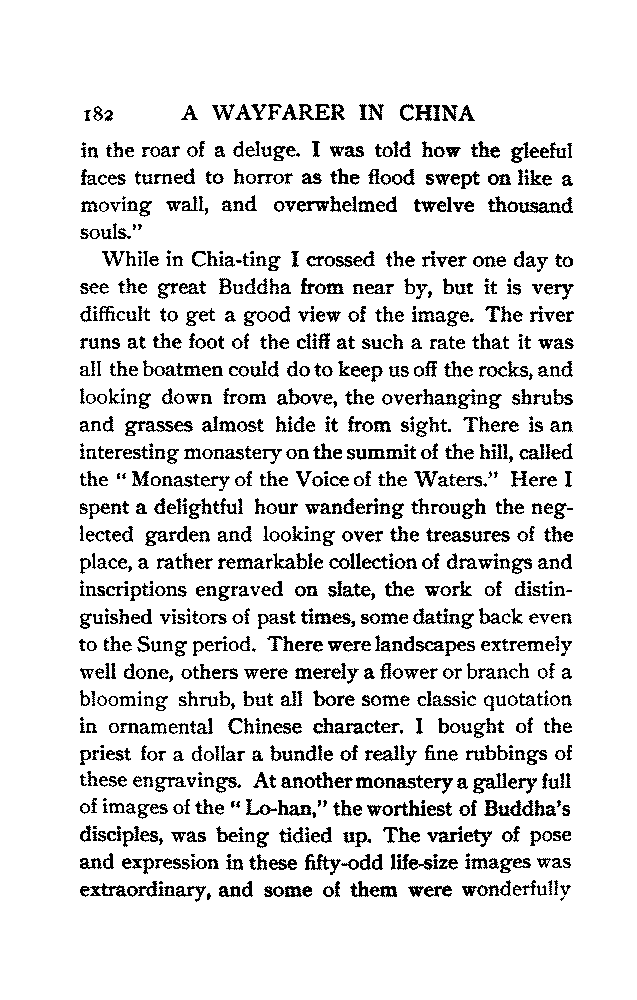 182 A WAYFARER IN CHINA
in the roar of a deluge. I was told how the gleeful
faces turned to horror as the flood swept on like a
moving wall, and overwhelmed twelve thousand
souls.”
While in Chia-ting I crossed the river one day to
see the great Buddha from near by, but it is very
difficult to get a good view of the image. The river
runs at the foot of the cliff at such a rate that it was
all the boatmen could do to keep us off the rocks, and
looking down from above, the overhanging shrubs
and grasses almost hide it from sight. There is an
interesting monastery on the summit of the hill, called
the “ Monastery of the Voice of the Waters.” Here I
spent a delightful hour wandering through the neg-
lected garden and looking over the treasures of the
place, a rather remarkable collection of drawings and
inscriptions engraved on slate, the work of distin-
guished visitors of past times, some dating back even
to the Sung period. There were landscapes extremely
well done, others were merely a flower or branch of a
blooming shrub, but all bore some classic quotation
in ornamental Chinese character. I bought of the
priest for a dollar a bundle of really fine rubbings of
these engravings. At another monastery a gallery full
of images of the “ Lo-han,” the worthiest of Buddha’s
disciples, was being tidied up. The variety of pose
and expression in these fifty-odd life-size images was
extraordinary, and some of them were wonderfully